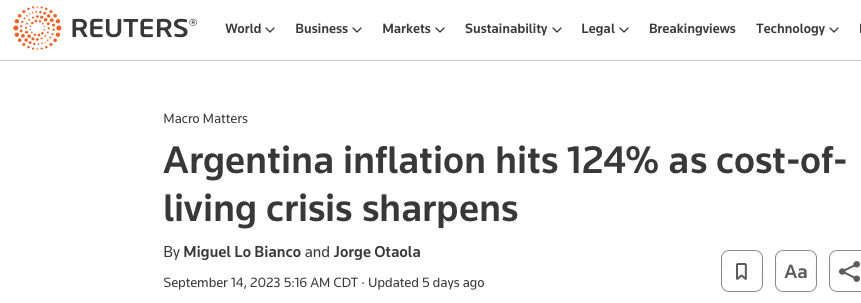 REUTERS® World Business Markets Sustainability Legal Breakingviews Technology
Macro Matters
Argentina inflation hits 124% as cost-of-
living crisis sharpens
By Miguel Lo Bianco and Jorge Otaola
September 14, 2023 5:16 AM CDT · Updated 5 days ago
Aa